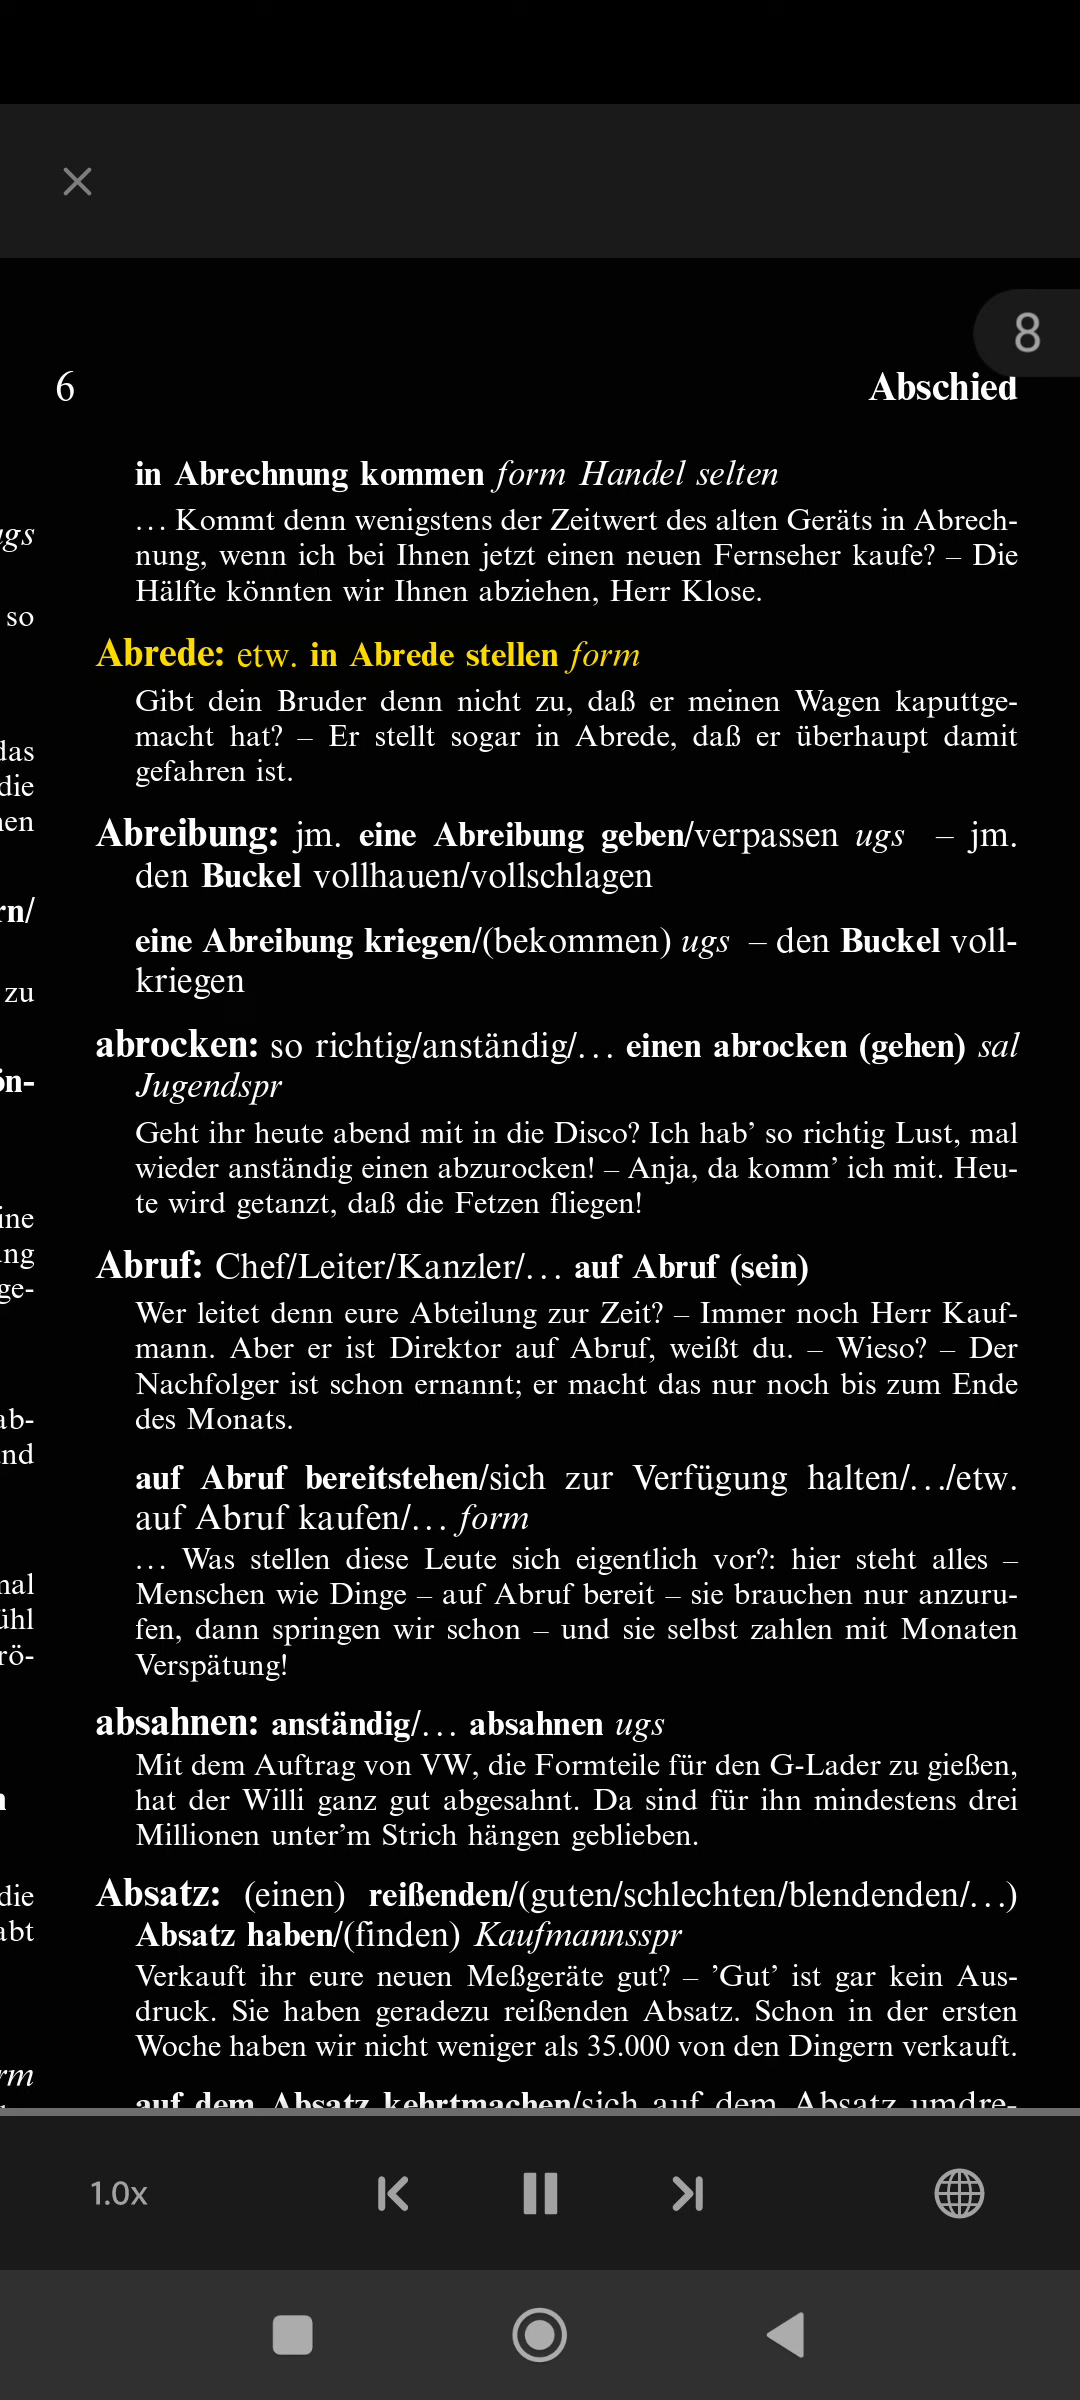 8
6
Abschied
in Abrechnung kommen form Handel selten
… Kommt denn wenigstens der Zeitwert des alten Geräts in Abrech-
nung, wenn ich bei Ihnen jetzt einen neuen Fernseher kaufe? – Die
Hälfte könnten wir Ihnen abziehen, Herr Klose.
Abrede: etw. in Abrede stellen form
Gibt dein Bruder denn nicht zu, daß er meinen Wagen kaputtge-
macht hat? – Er stellt sogar in Abrede, daß er überhaupt damit
gefahren ist.
Abreibung: jm. eine Abreibung geben/verpassen ugs – jm.
den Buckel vollhauen/vollschlagen
eine Abreibung kriegen/(bekommen) ugs – den Buckel voll-
kriegen
abrocken: so richtig/anständig/… einen abrocken (gehen) sal
Jugendspr
Geht ihr heute abend mit in die Disco? Ich hab’ so richtig Lust, mal
wieder anständig einen abzurocken! – Anja, da komm’ ich mit. Heu-
te wird getanzt, daß die Fetzen fliegen!
Abruf: Chef/Leiter/Kanzler/… auf Abruf (sein)
Wer leitet denn eure Abteilung zur Zeit? – Immer noch Herr Kauf-
mann. Aber er ist Direktor auf Abruf, weißt du. – Wieso? – Der
Nachfolger ist schon ernannt; er macht das nur noch bis zum Ende
des Monats.
auf Abruf bereitstehen/sich zur Verfügung halten/…/etw.
auf Abruf kaufen/… form
… Was stellen diese Leute sich eigentlich vor?: hier steht alles –
Menschen wie Dinge – auf Abruf bereit – sie brauchen nur anzuru-
fen, dann springen wir schon – und sie selbst zahlen mit Monaten
Verspätung!
absahnen: anständig/… absahnen ugs
Mit dem Auftrag von VW, die Formteile für den G-Lader zu gießen,
hat der Willi ganz gut abgesahnt. Da sind für ihn mindestens drei
Millionen unter’m Strich hängen geblieben.
Absatz: (einen) reißenden/(guten/schlechten/blendenden/…)
Absatz haben/(finden) Kaufmannsspr
Verkauft ihr eure neuen Meßgeräte gut? – ’Gut’ ist gar kein Aus-
druck. Sie haben geradezu reißenden Absatz. Schon in der ersten
Woche haben wir nicht weniger als 35.000 von den Dingern verkauft.
auf dem Absatz kehrtmachen/sich auf dem Absatz umdre-
1.0x